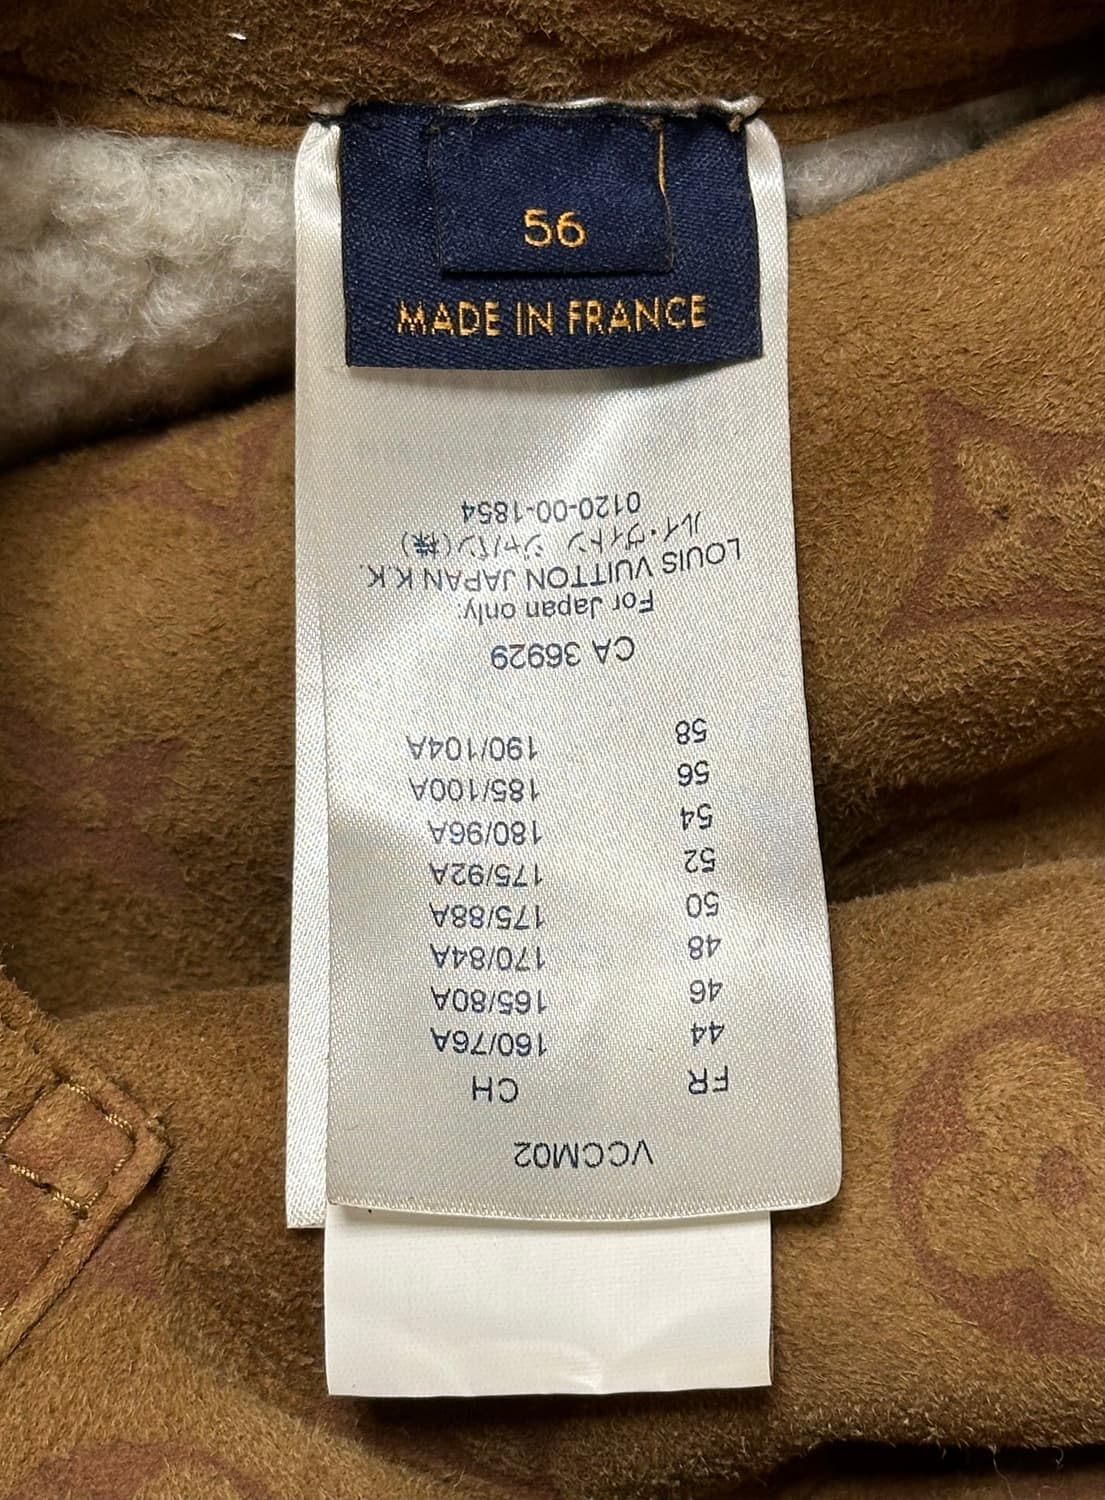 56
MADE IN FRANCE
VCCM02
FR CH
44 160/76A
46 165/80A
48 170/84A
50 175/88A
52 175/92A
54 180/96A
56 185/100A
58 190/104A
CA 36929
For Japan only:
LOUIS VUITTON JAPAN K.K.
ルイ・ヴィトン ジャパン(株)
0120-00-1854